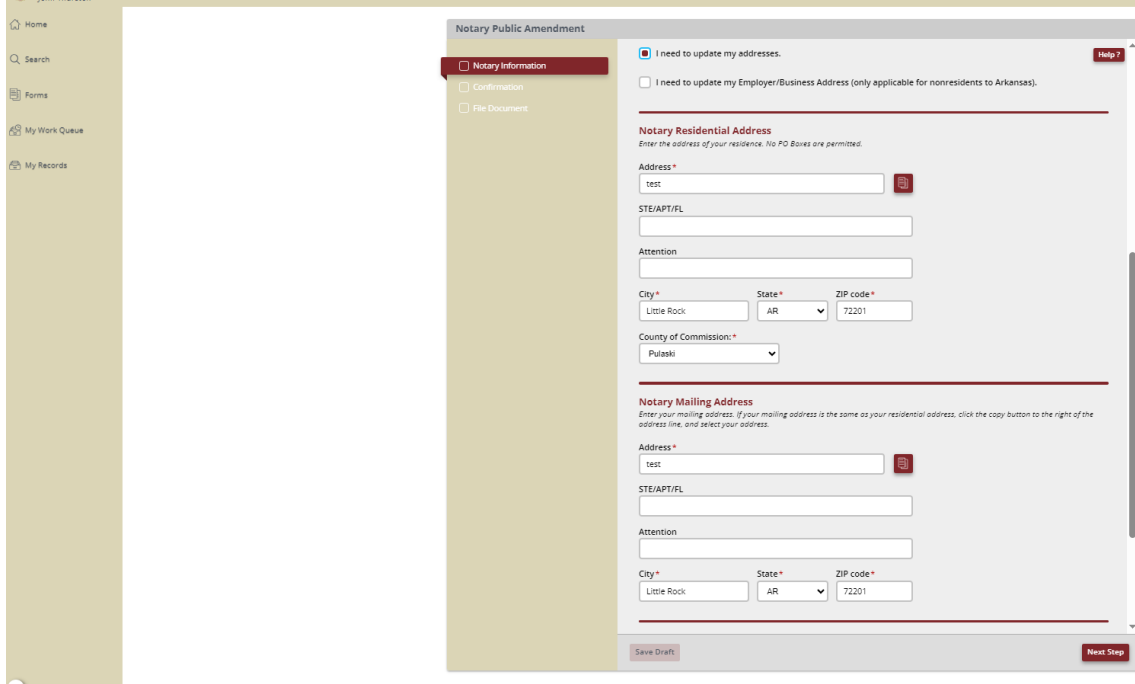 Home
Search
Forms
My Work Queue
My Records
Notary Public Amendment
Notary Information
Confirmation
File Document
I need to update my addresses.
Help ?
I need to update my Employer/Business Address (only applicable for nonresidents to Arkansas).
Notary Residential Address
Enter the address of your residence. No PO Boxes are permitted.
Address*
test
STE/APT/FL
Attention
City* State* ZIP code*
Little Rock AR 72201
County of Commission:*
Pulaski
Notary Mailing Address
Enter your mailing address. If your mailing address is the same as your residential address, click the copy button to the right of the
address line, and select your address.
Address*
test
STE/APT/FL
Attention
City* State* ZIP code*
Little Rock AR 72201
Save Draft
Next Step